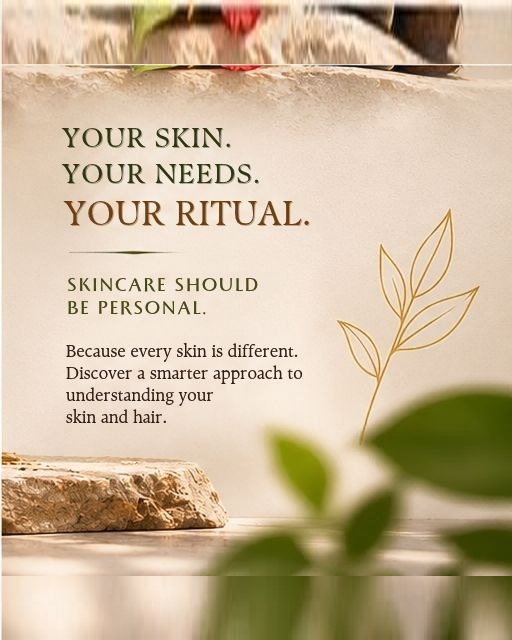 YOUR SKIN.
YOUR NEEDS.
YOUR RITUAL.
SKINCARE SHOULD
BE PERSONAL.
Because every skin is different.
Discover a smarter approach to
understanding your
skin and hair.